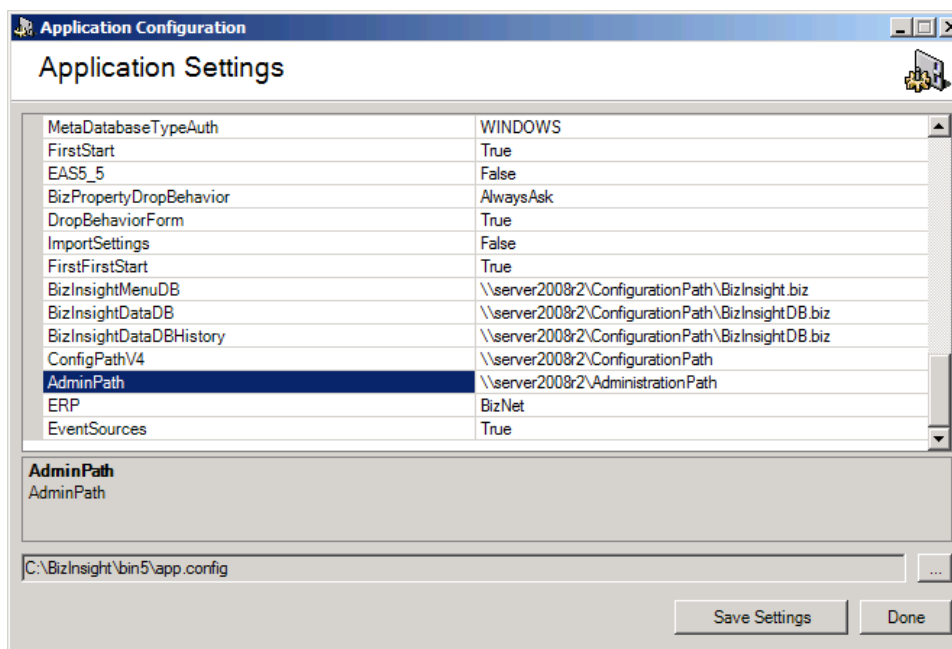 Application Configuration
Application Settings
MetaDatabaseTypeAuth WINDOWS
FirstStart True
EAS5_5 False
BizPropertyDropBehavior AlwaysAsk
DropBehaviorForm True
ImportSettings False
FirstFirstStart True
BizInsightMenuDB \\server2008r2\ConfigurationPath\BizInsight.biz
BizInsightDataDB \\server2008r2\ConfigurationPath\BizInsightDB.biz
BizInsightDataDBHistory \\server2008r2\ConfigurationPath\BizInsightDB.biz
ConfigPathV4 \\server2008r2\ConfigurationPath
AdminPath \\server2008r2\AdministrationPath
ERP BizNet
EventSources True
AdminPath
AdminPath
C:\BizInsight\bin5\app.config ...
Save Settings Done